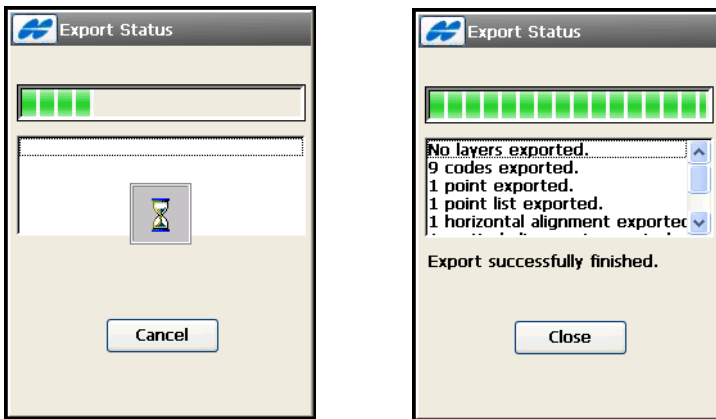 Export Status
Cancel
Export Status
No layers exported.
9 codes exported.
1 point exported.
1 point list exported.
1 horizontal alignment exported
Export successfully finished.
Close